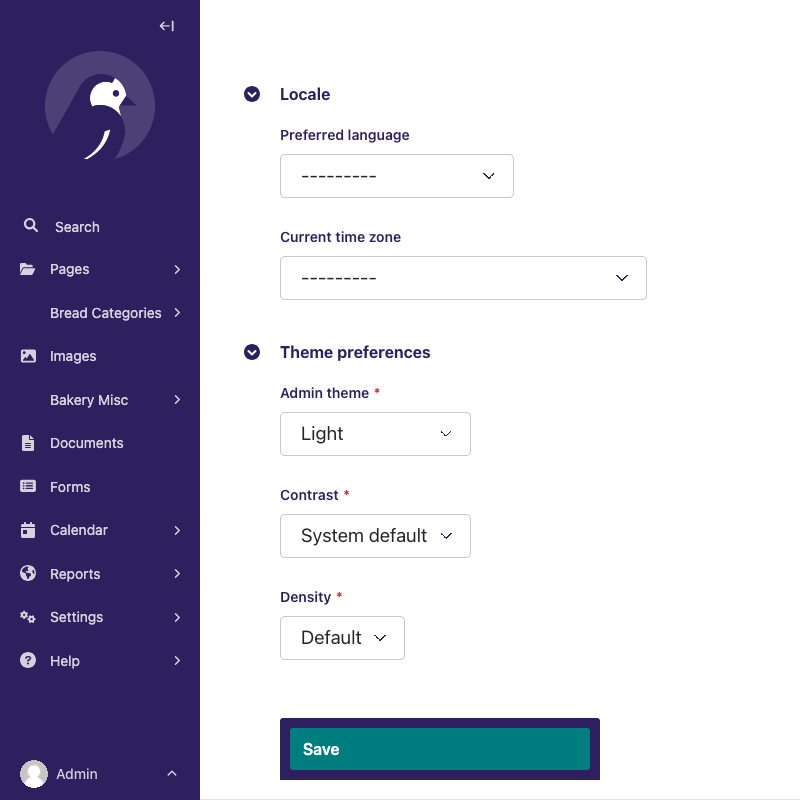 Search
Pages
Bread Categories
Images
Bakery Misc
Documents
Forms
Calendar
Reports
Settings
Help
Admin
Locale
Preferred language
---------
Current time zone
---------
Theme preferences
Admin theme *
Light
Contrast *
System default
Density *
Default
Save